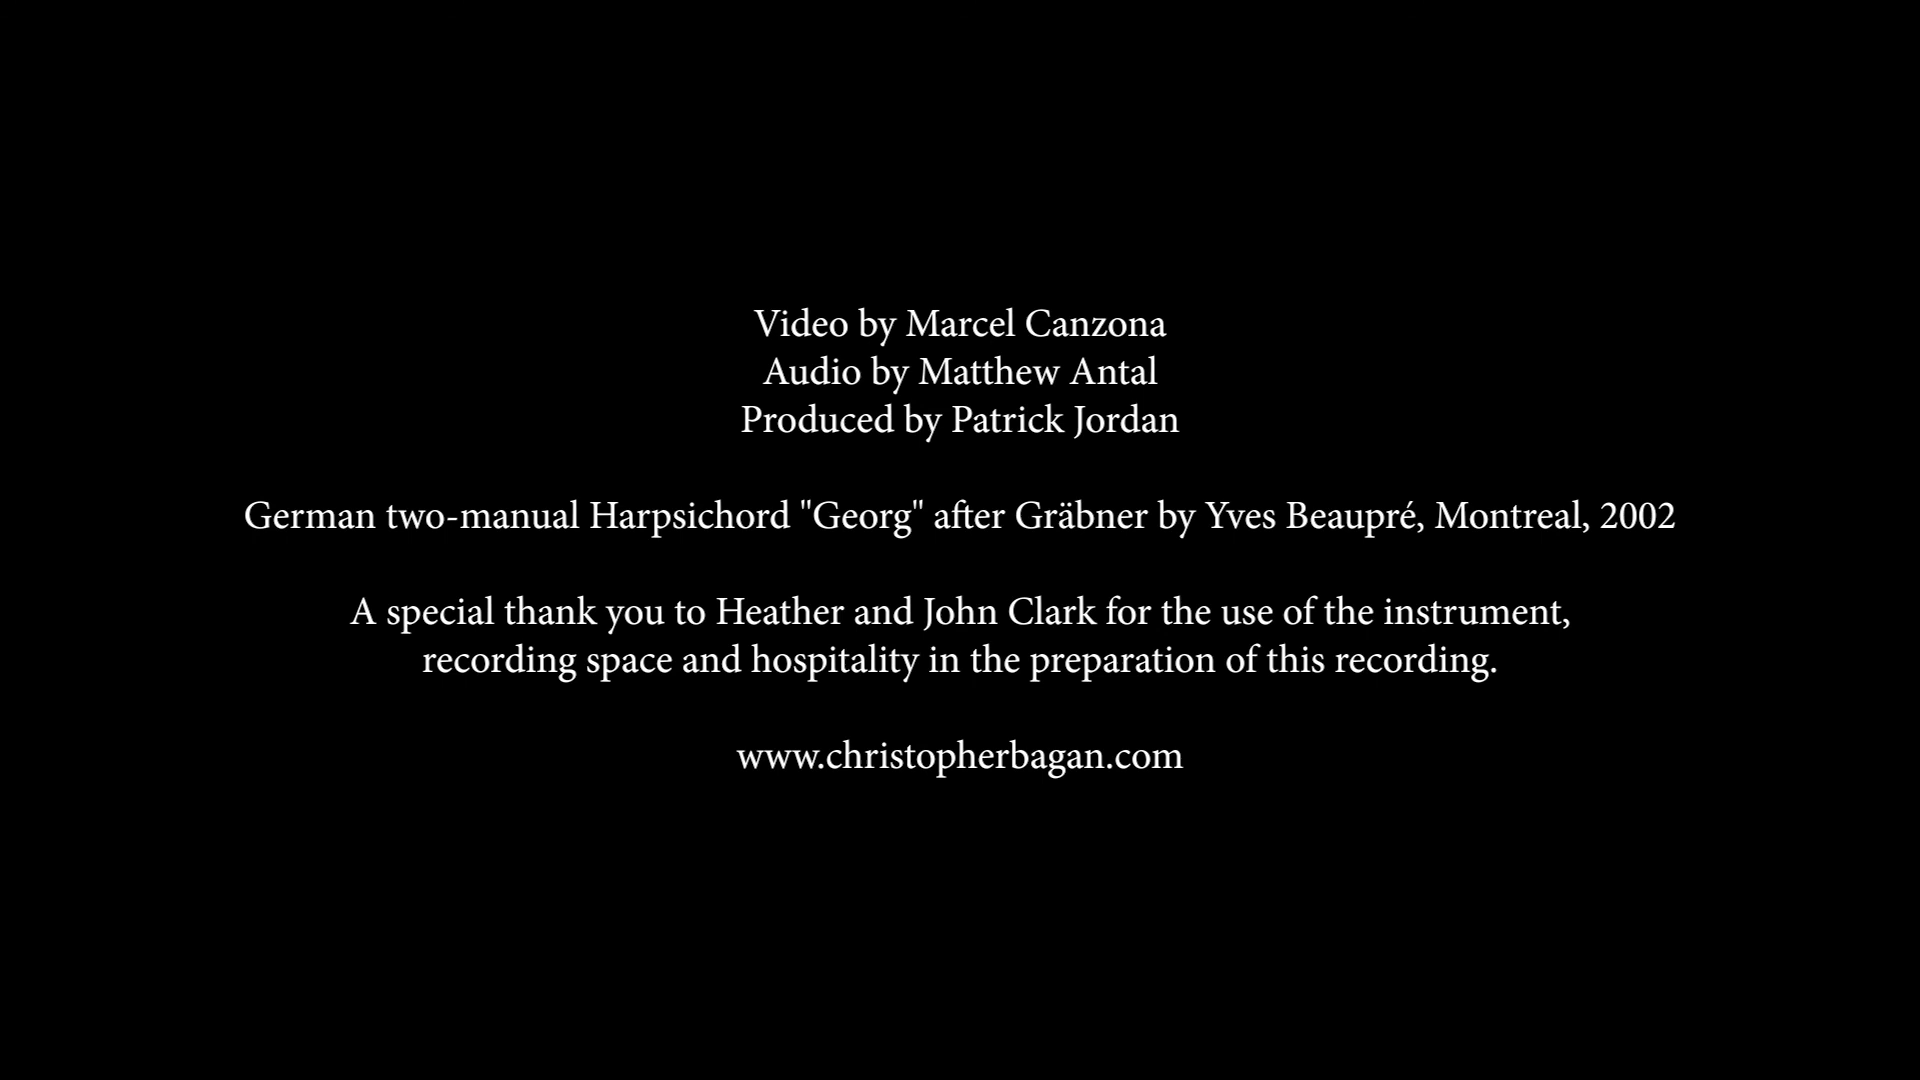 Video by Marcel Canzona
Audio by Matthew Antal
Produced by Patrick Jordan
German two-manual Harpsichord "Georg" after Gräbner by Yves Beaupré, Montreal, 2002
A special thank you to Heather and John Clark for the use of the instrument,
recording space and hospitality in the preparation of this recording.
www.christopherbagan.com